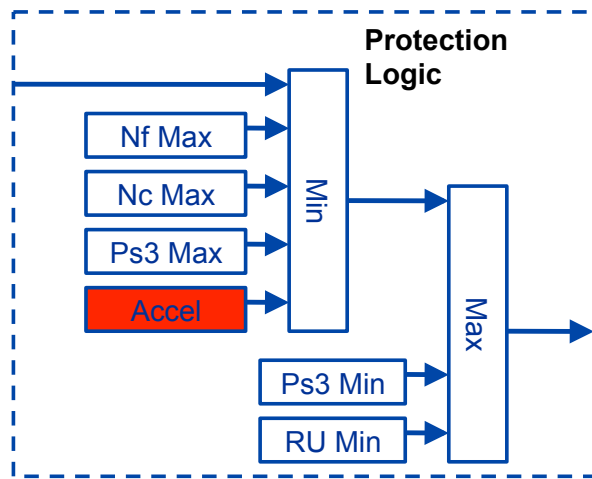 Protection
Logic
Nf Max
Nc Max
Ps3 Max
Accel
Min
Ps3 Min
RU Min
Max